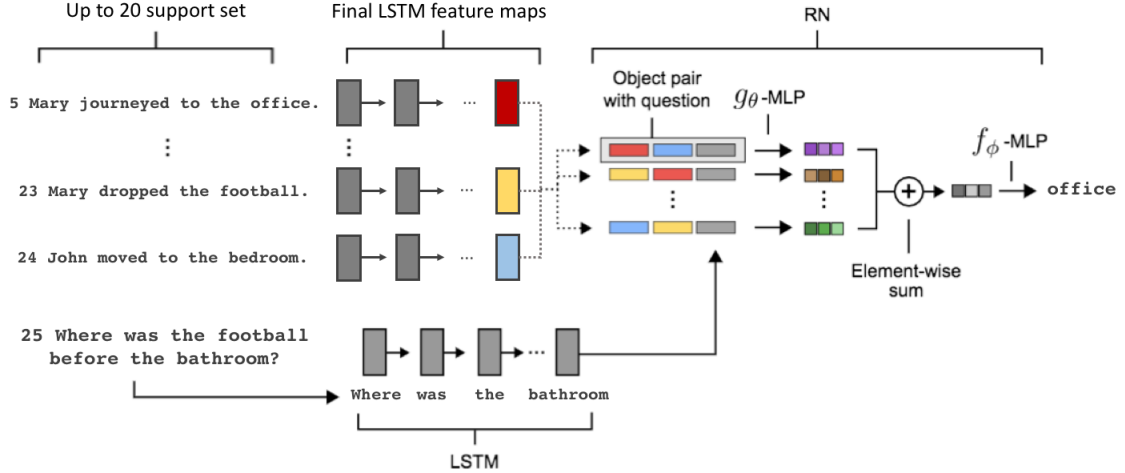 Up to 20 support set
Final LSTM feature maps
RN
5 Mary journeyed to the office.
...
Object pair
with question
gθ-MLP
fϕ-MLP
23 Mary dropped the football.
...
office
24 John moved to the bedroom.
...
Element-wise
sum
25 Where was the football
before the bathroom?
...
Where was the bathroom
LSTM